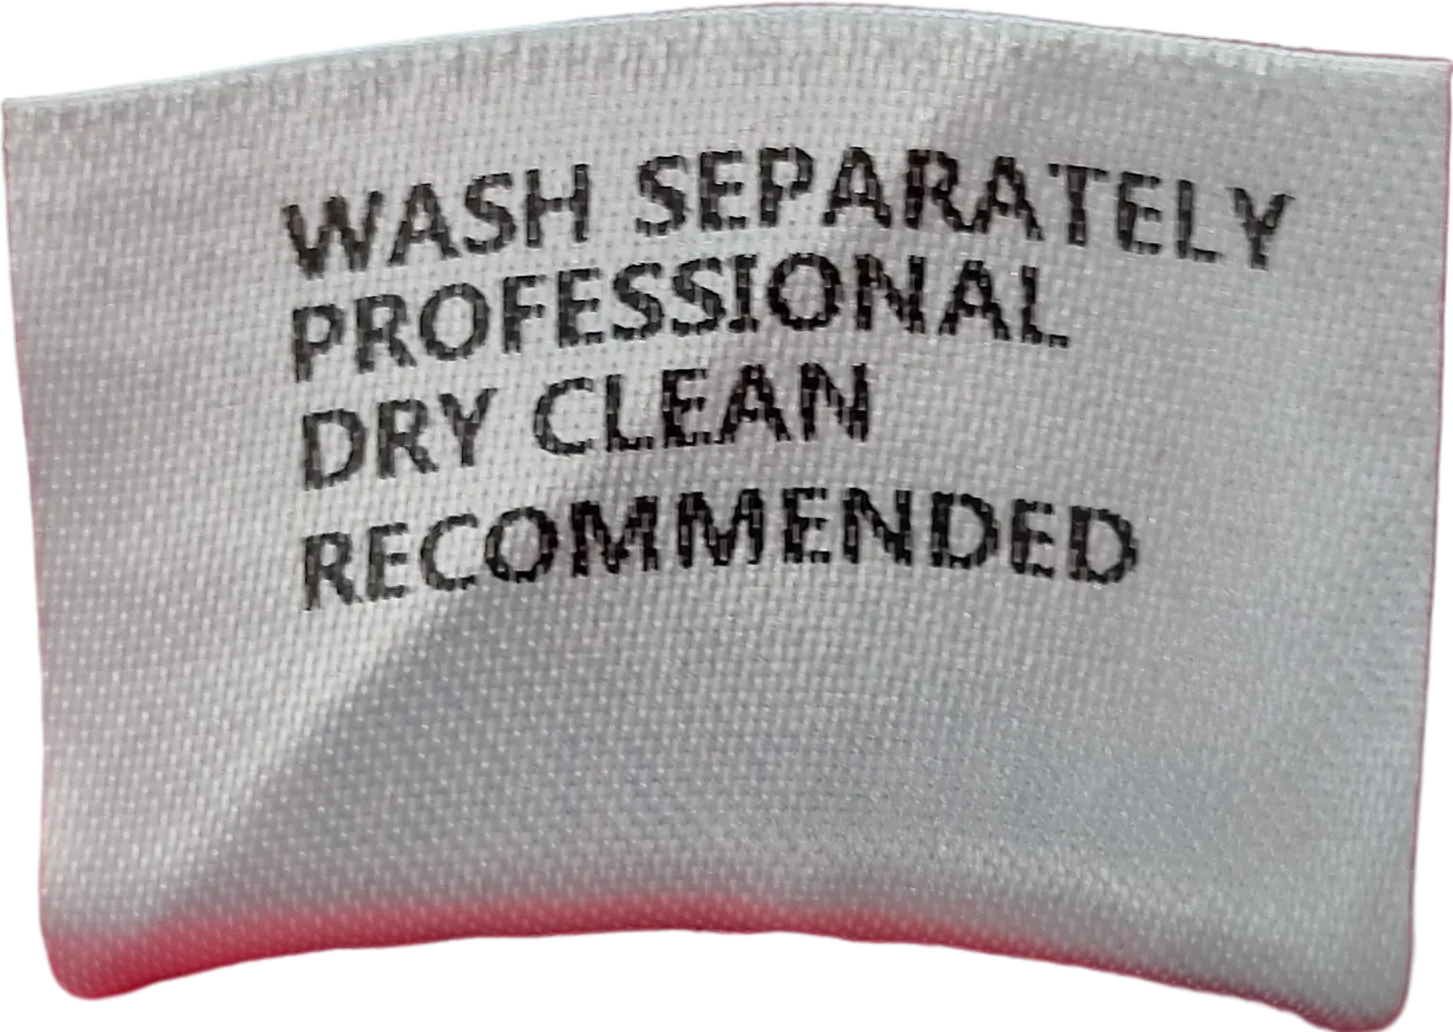 WASH SEPARATELY
PROFESSIONAL
DRY CLEAN
RECOMMENDED